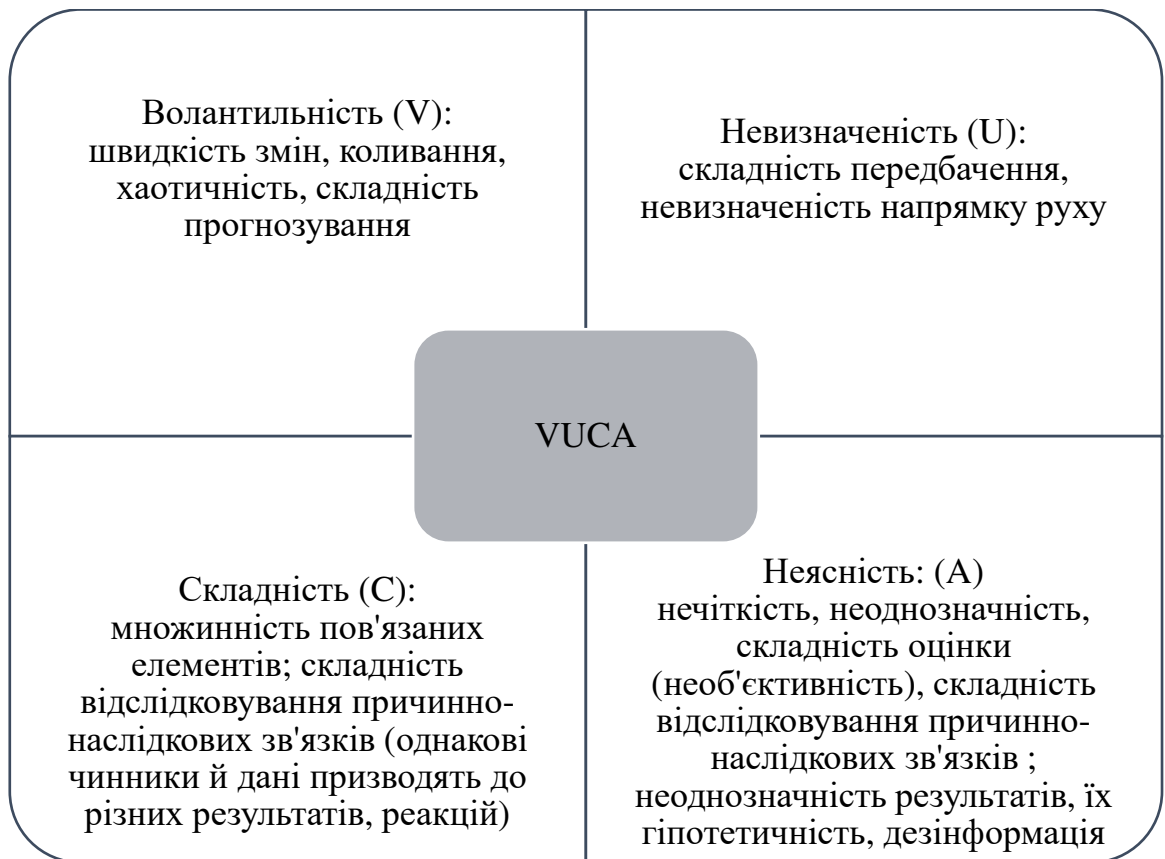 Волантильність (V):
швидкість змін, коливання,
хаотичність, складність
прогнозування
Невизначеність (U):
складність передбачення,
невизначеність напрямку руху
VUCA
Складність (С):
множинність пов'язаних
елементів; складність
відслідковування причинно-
наслідкових зв'язків (однакові
чинники й дані призводять до
різних результатів, реакцій)
Неясність: (А)
нечіткість, неоднозначність,
складність оцінки
(необ'єктивність), складність
відслідковування причинно-
наслідкових зв'язків ;
неоднозначність результатів, їх
гіпотетичність, дезінформація